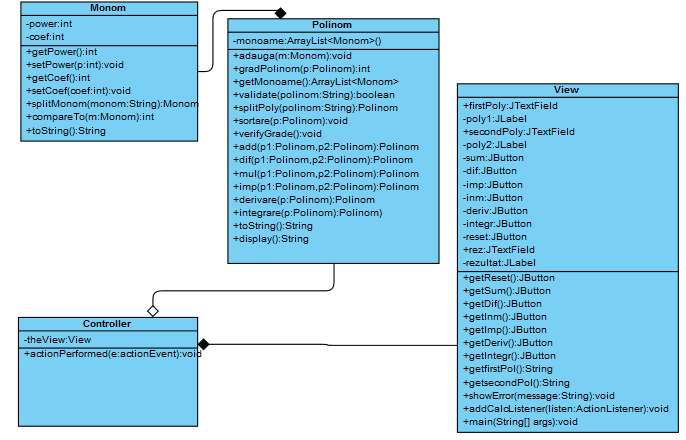 Monom
-power:int
-coef:int
+getPower():int
+setPower(p:int):void
+getCoef():int
+setCoef(coef:int):void
+splitMonom(monom:String):Monom
+compareTo(m:Monom):int
+toString():String
Polinom
-monoame:ArrayList<Monom>()
+adauga(m:Monom):void
+gradPolinom(p:Polinom):int
+getMonoame():ArrayList<Monom>
+validate(polinom:String):boolean
+splitPoly(polinom:String):Polinom
+sortare(p:Polinom):void
+verifyGrade():void
+add(p1:Polinom,p2:Polinom):Polinom
+dif(p1:Polinom,p2:Polinom):Polinom
+mul(p1:Polinom,p2:Polinom):Polinom
+imp(p1:Polinom,p2:Polinom):Polinom
+derivare(p:Polinom):Polinom
+integrare(p:Polinom):Polinom)
+toString():String
+display():String
View
+firstPoly:JTextField
-poly1:JLabel
+secondPoly:JTextField
-poly2:JLabel
-sum:JButton
-dif:JButton
-imp:JButton
-inm:JButton
-deriv:JButton
-integr:JButton
-reset:JButton
+rez:JTextField
-rezultat:JLabel
+getReset():JButton
+getSum():JButton
+getDif():JButton
+getInm():JButton
+getImp():JButton
+getDeriv():JButton
+getIntegr():JButton
+getfirstPol():String
+getsecondPol():String
+showError(message:String):void
+addCalcListener(listen:ActionListener):void
+main(String[] args):void
Controller
-theView:View
+actionPerformed(e:actionEvent):void